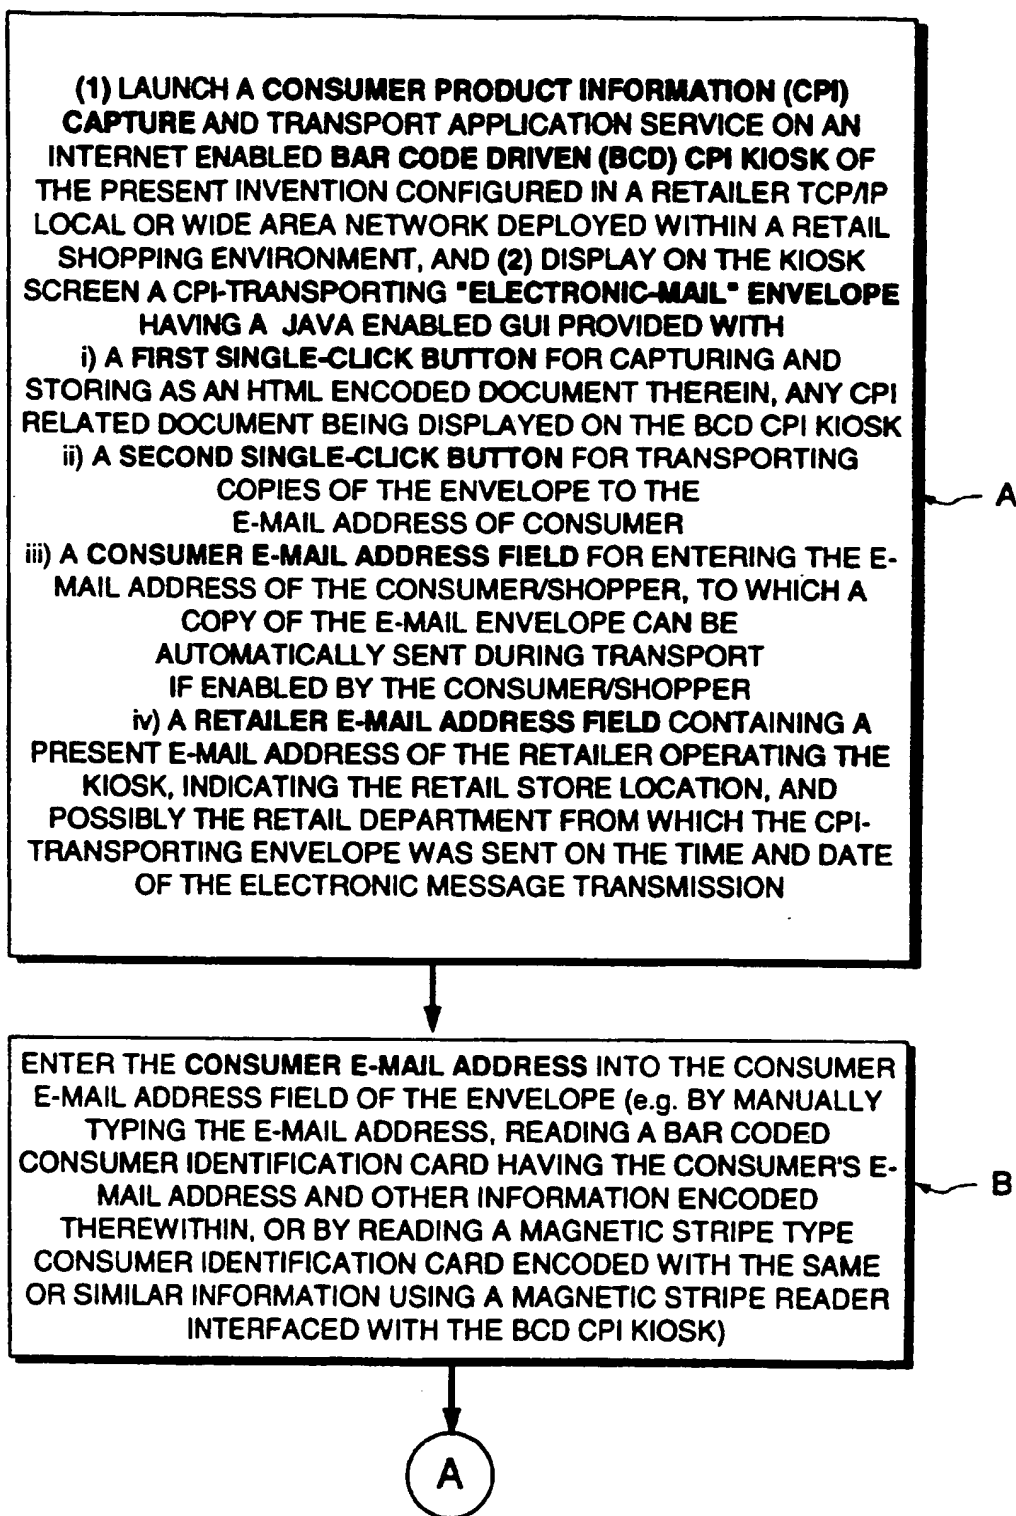 (1) LAUNCH A CONSUMER PRODUCT INFORMATION (CPI)
CAPTURE AND TRANSPORT APPLICATION SERVICE ON AN
INTERNET ENABLED BAR CODE DRIVEN (BCD) CPI KIOSK OF
THE PRESENT INVENTION CONFIGURED IN A RETAILER TCP/IP
LOCAL OR WIDE AREA NETWORK DEPLOYED WITHIN A RETAIL
SHOPPING ENVIRONMENT, AND (2) DISPLAY ON THE KIOSK
SCREEN A CPI-TRANSPORTING "ELECTRONIC-MAIL" ENVELOPE
HAVING A JAVA ENABLED GUI PROVIDED WITH
i) A FIRST SINGLE-CLICK BUTTON FOR CAPTURING AND
STORING AS AN HTML ENCODED DOCUMENT THEREIN, ANY CPI
RELATED DOCUMENT BEING DISPLAYED ON THE BCD CPI KIOSK
ii) A SECOND SINGLE-CLICK BUTTON FOR TRANSPORTING
COPIES OF THE ENVELOPE TO THE
E-MAIL ADDRESS OF CONSUMER
iii) A CONSUMER E-MAIL ADDRESS FIELD FOR ENTERING THE E-
MAIL ADDRESS OF THE CONSUMER/SHOPPER, TO WHICH A
COPY OF THE E-MAIL ENVELOPE CAN BE
AUTOMATICALLY SENT DURING TRANSPORT
IF ENABLED BY THE CONSUMER/SHOPPER
iv) A RETAILER E-MAIL ADDRESS FIELD CONTAINING A
PRESENT E-MAIL ADDRESS OF THE RETAILER OPERATING THE
KIOSK, INDICATING THE RETAIL STORE LOCATION, AND
POSSIBLY THE RETAIL DEPARTMENT FROM WHICH THE CPI-
TRANSPORTING ENVELOPE WAS SENT ON THE TIME AND DATE
OF THE ELECTRONIC MESSAGE TRANSMISSION
A
ENTER THE CONSUMER E-MAIL ADDRESS INTO THE CONSUMER
E-MAIL ADDRESS FIELD OF THE ENVELOPE (e.g. BY MANUALLY
TYPING THE E-MAIL ADDRESS, READING A BAR CODED
CONSUMER IDENTIFICATION CARD HAVING THE CONSUMER'S E-
MAIL ADDRESS AND OTHER INFORMATION ENCODED
THEREWITHIN, OR BY READING A MAGNETIC STRIPE TYPE
CONSUMER IDENTIFICATION CARD ENCODED WITH THE SAME
OR SIMILAR INFORMATION USING A MAGNETIC STRIPE READER
INTERFACED WITH THE BCD CPI KIOSK)
B
A